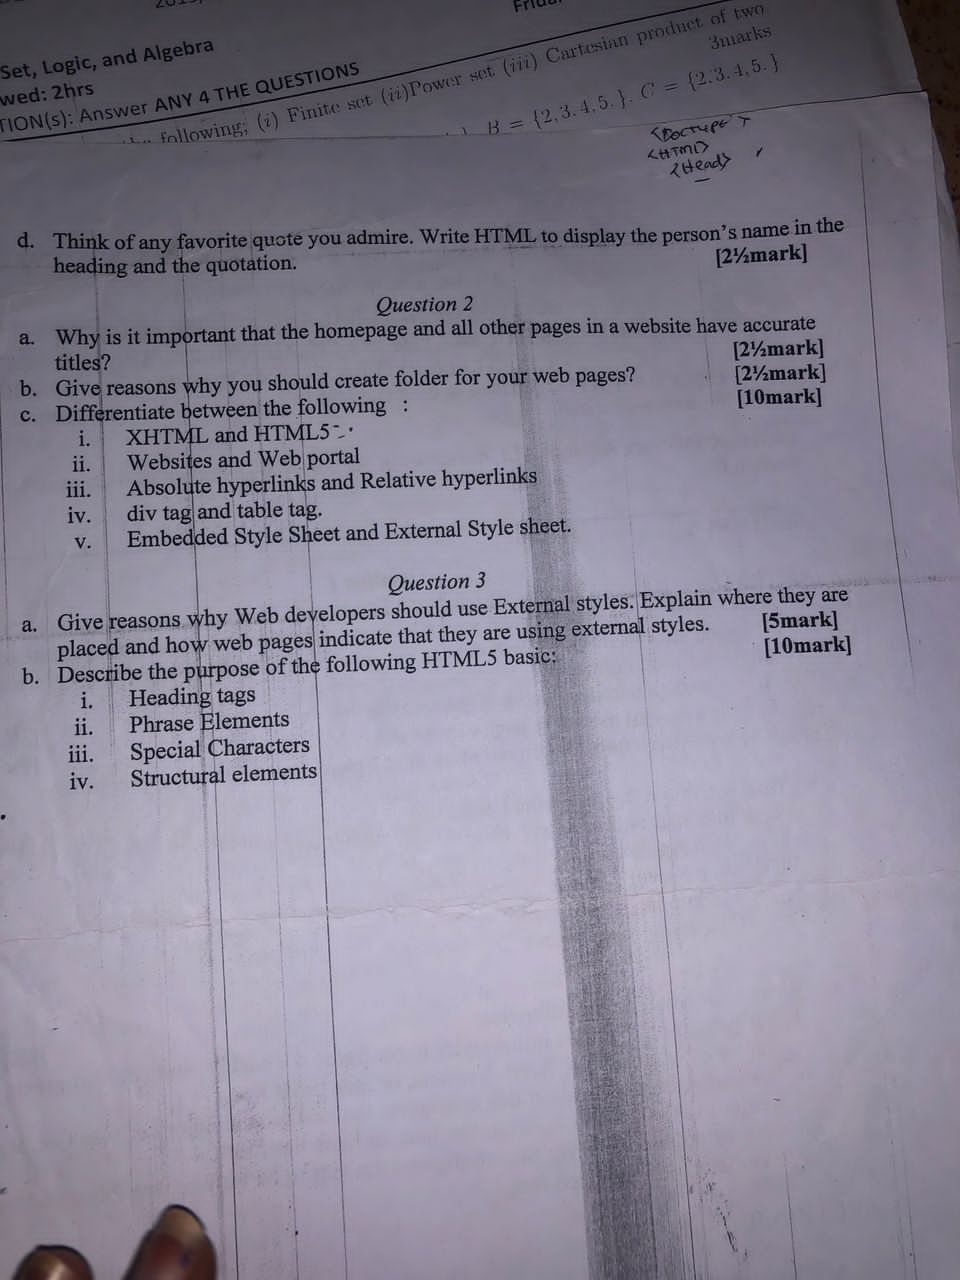 Set, Logic, and Algebra
wed: 2hrs
TION(s): Answer ANY 4 THE QUESTIONS
following; (i) Finite set (ii)Power set (iii) Cartesian product of two
3marks
B = {2,3.4,5.}. C = {2.3.4,5.}
<DOCTYPE
<HTMl>
<Head>
d. Think of any favorite quote you admire. Write HTML to display the person's name in the
heading and the quotation. [2½mark]
Question 2
a. Why is it important that the homepage and all other pages in a website have accurate
titles? [2½mark]
b. Give reasons why you should create folder for your web pages? [2½mark]
c. Differentiate between the following : [10mark]
i. XHTML and HTML5
ii. Websites and Web portal
iii. Absolute hyperlinks and Relative hyperlinks
iv. div tag and table tag.
v. Embedded Style Sheet and External Style sheet.
Question 3
a. Give reasons why Web developers should use External styles. Explain where they are
placed and how web pages indicate that they are using external styles. [5mark]
b. Describe the purpose of the following HTML5 basic: [10mark]
i. Heading tags
ii. Phrase Elements
iii. Special Characters
iv. Structural elements